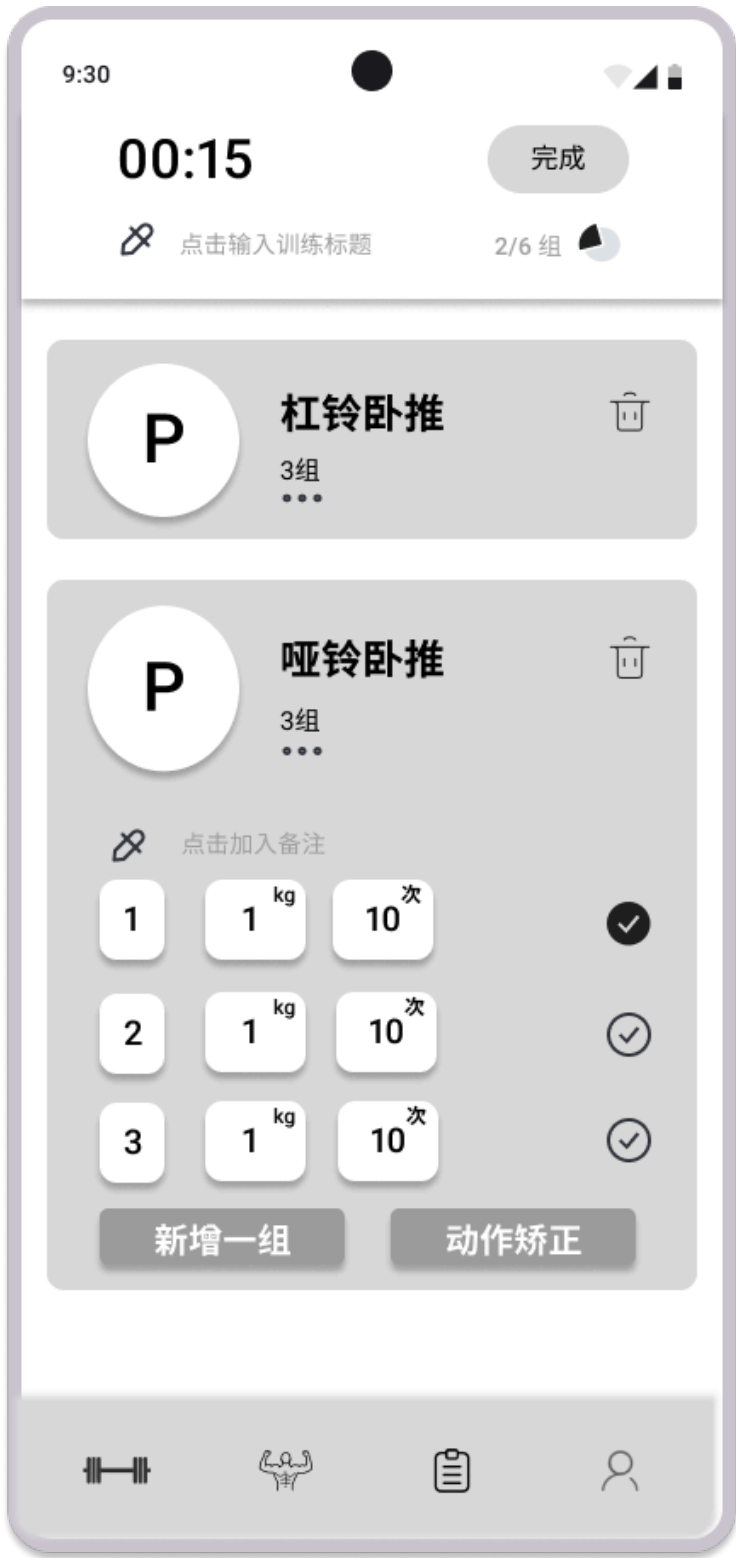 9:30
00:15 完成
点击输入训练标题 2/6 组
P 杠铃卧推
3组
P 哑铃卧推
3组
点击加入备注
1 1 kg 10 次
2 1 kg 10 次
3 1 kg 10 次
新增一组 动作矫正